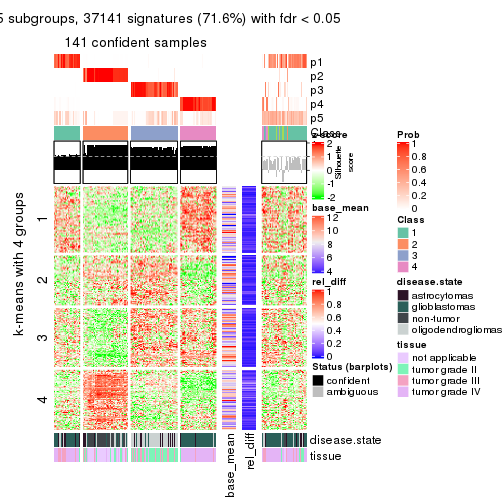 5 subgroups, 37141 signatures (71.6%) with fdr < 0.05
141 confident samples
p1
p2
p3
p4
p5
Class
Silhouette
score
k-means with 4 groups
1
2
3
4
base_mean
rel_diff
disease.state
tissue
z-score
2
1
0
-1
-2
base_mean
12
10
8
6
4
rel_diff
1
0.8
0.6
0.4
0.2
0
Status (barplots)
confident
ambiguous
Prob
1
0.8
0.6
0.4
0.2
0
Class
1
2
3
4
disease.state
astrocytomas
glioblastomas
non-tumor
oligodendrogliomas
tissue
not applicable
tumor grade II
tumor grade III
tumor grade IV